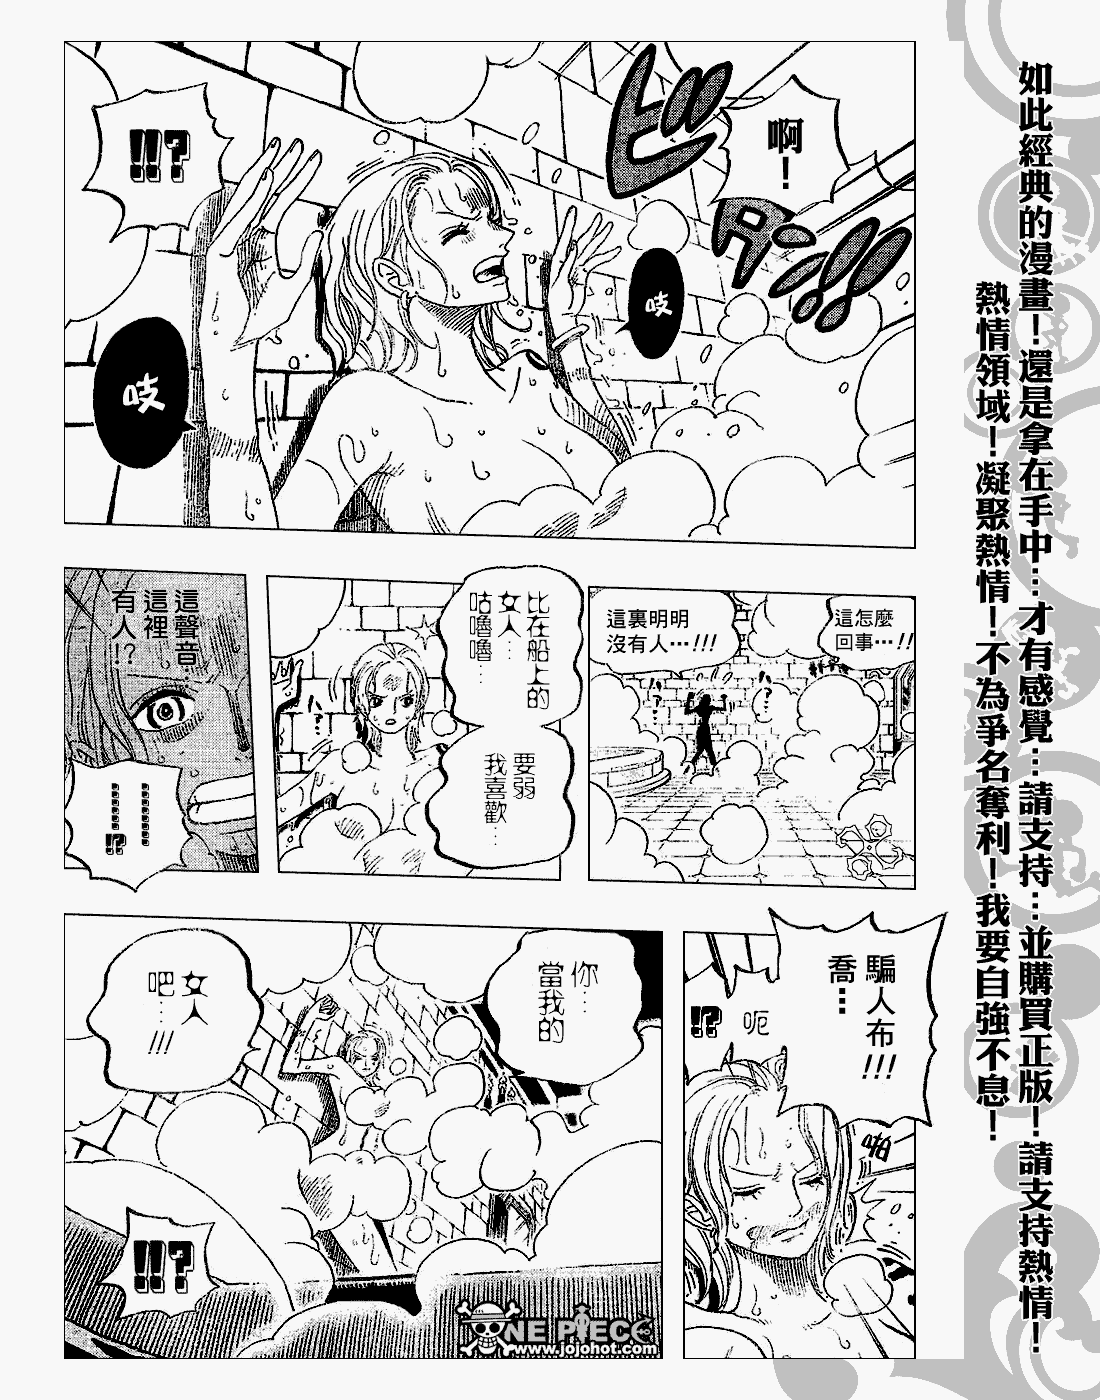 如此經典的漫畫！還是拿在手中…才有感覺…請支持…並購買正版！請支持熱情！
熱情領域！凝聚熱情！不為爭名奪利！我要自強不息！
啊！
ビリ!!
!!?
吱
吱
這怎麼
回事…!!
這裏明明
沒有人…!!!
比在船上的
女人…
咕嚕嚕…
要弱
我喜歡…
這聲音…
這裡
有人!?
!?
騙人布!!!
喬…
呃
!?
啪
你…
當我的
女人
吧…!!!
!!?
ONE PIECE
www.jojohot.com